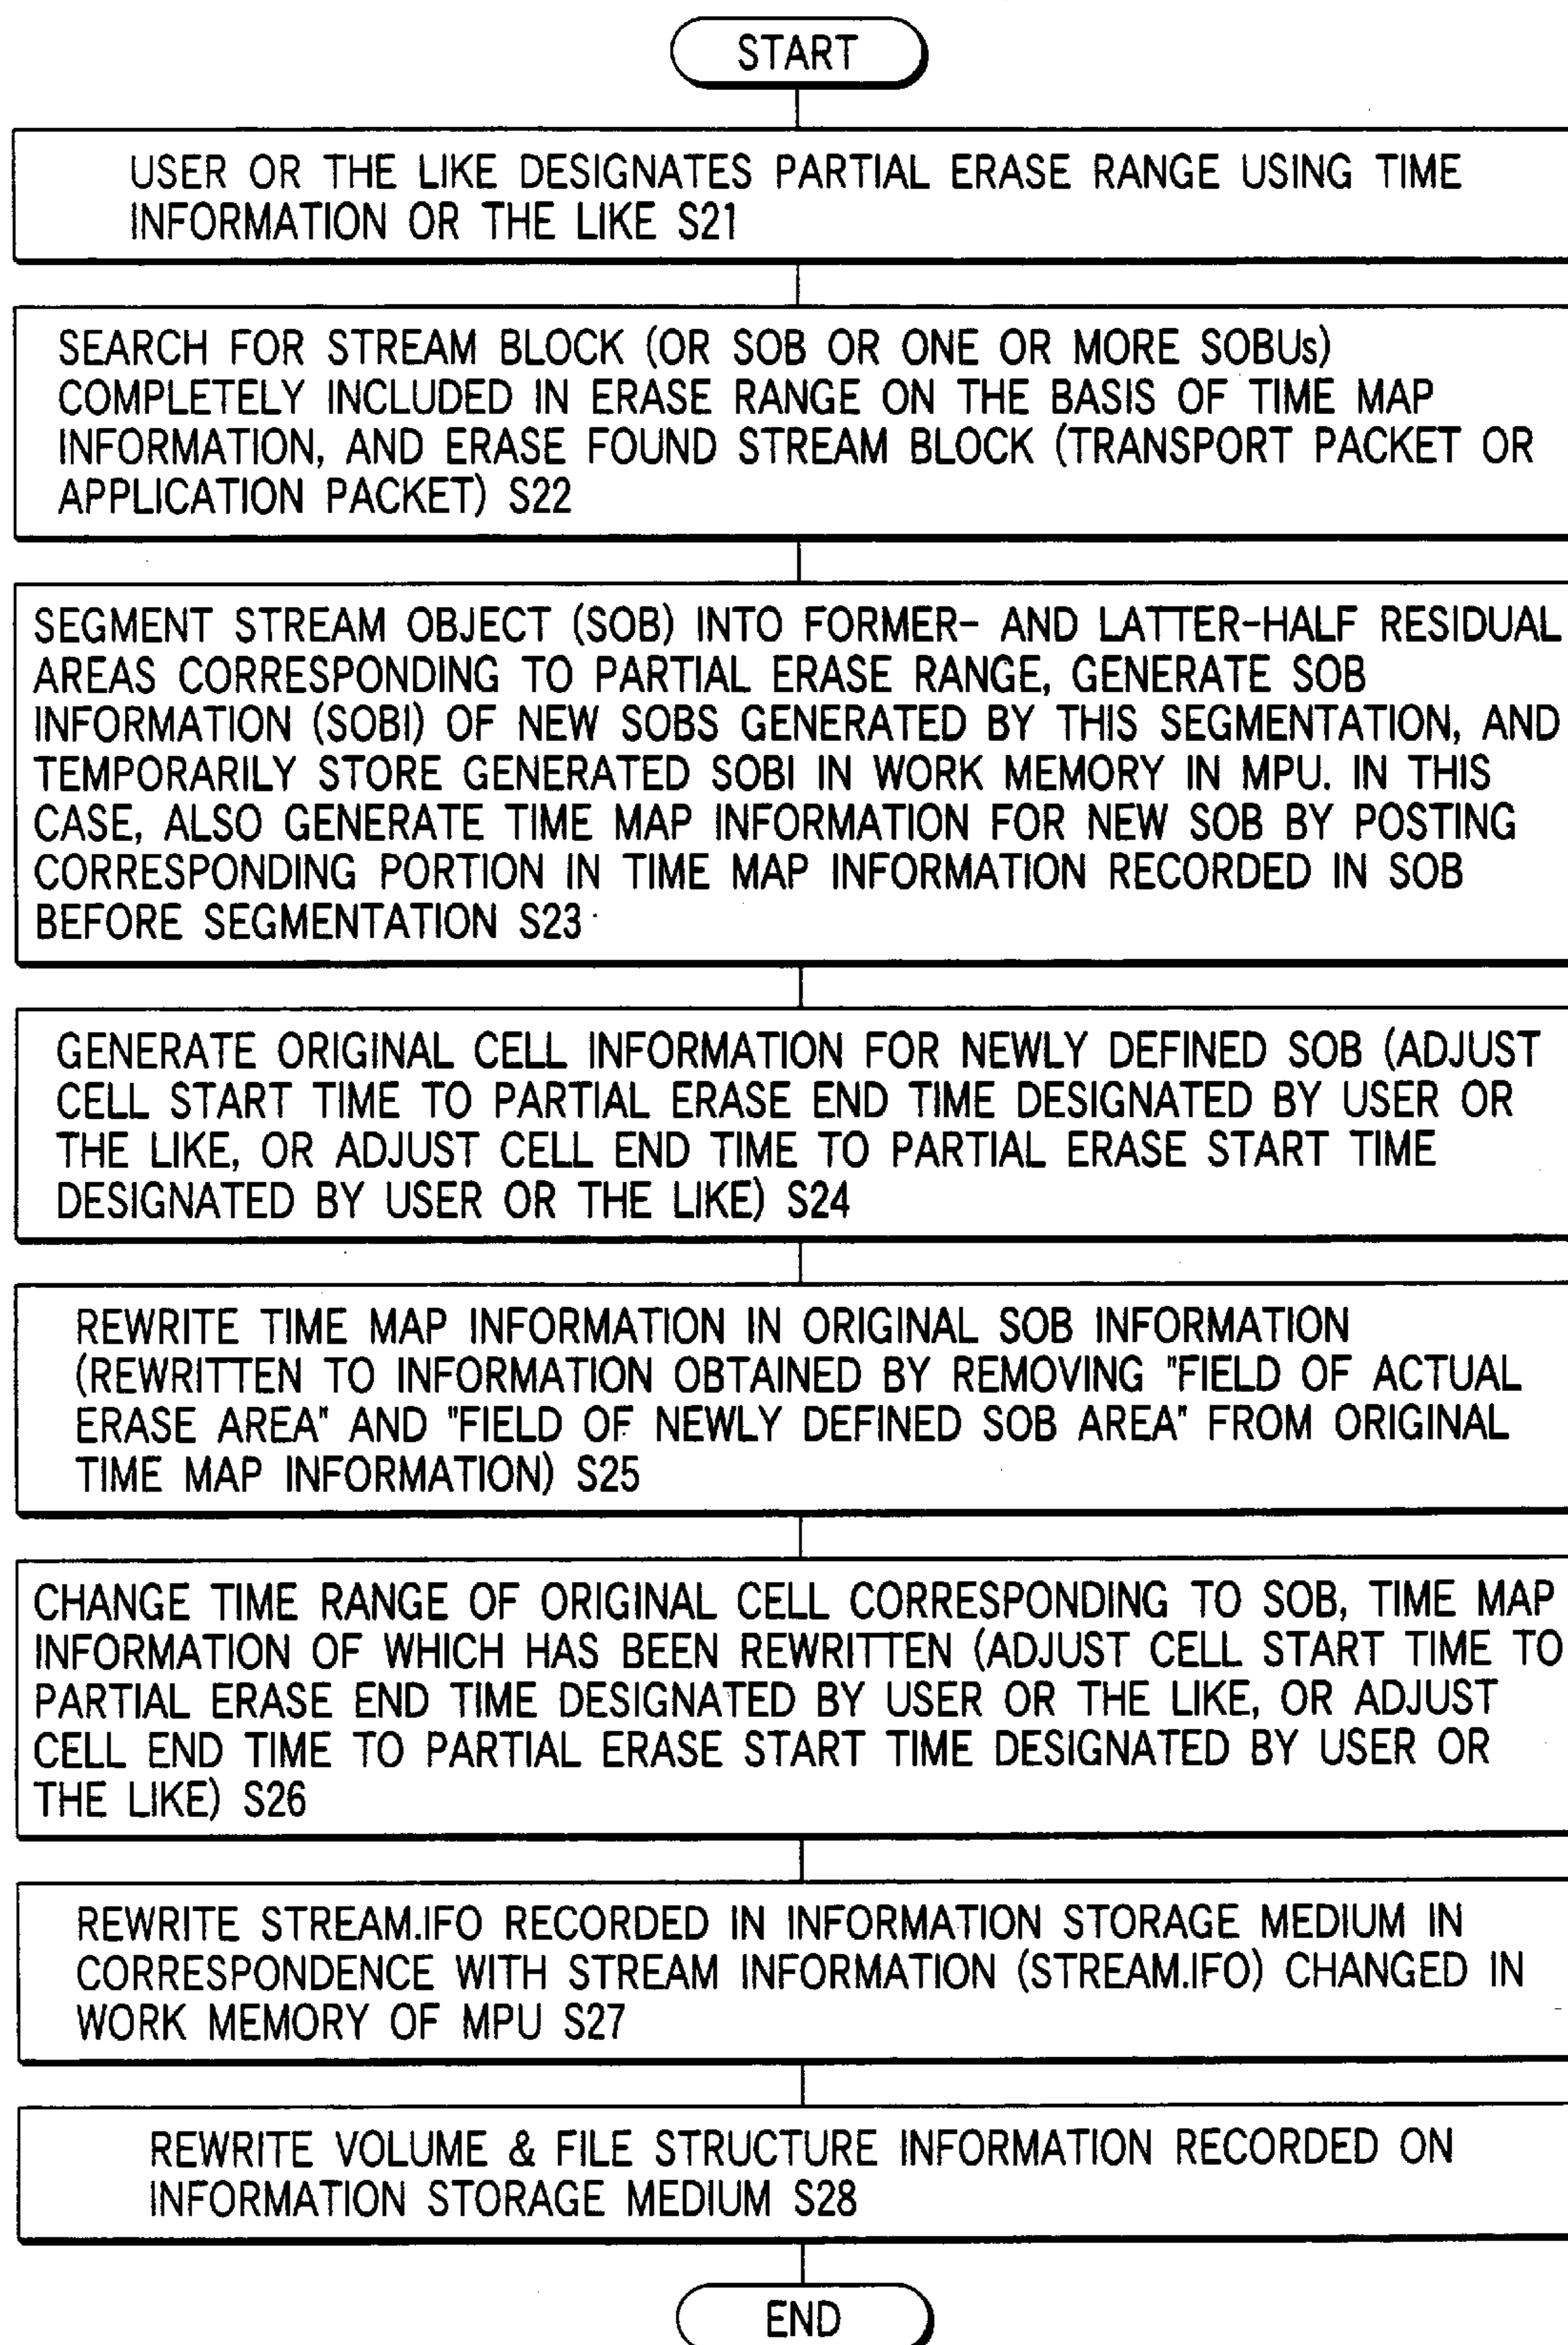 START
USER OR THE LIKE DESIGNATES PARTIAL ERASE RANGE USING TIME
INFORMATION OR THE LIKE S21
SEARCH FOR STREAM BLOCK (OR SOB OR ONE OR MORE SOBUs)
COMPLETELY INCLUDED IN ERASE RANGE ON THE BASIS OF TIME MAP
INFORMATION, AND ERASE FOUND STREAM BLOCK (TRANSPORT PACKET OR
APPLICATION PACKET) S22
SEGMENT STREAM OBJECT (SOB) INTO FORMER- AND LATTER-HALF RESIDUAL
AREAS CORRESPONDING TO PARTIAL ERASE RANGE, GENERATE SOB
INFORMATION (SOBI) OF NEW SOBS GENERATED BY THIS SEGMENTATION, AND
TEMPORARILY STORE GENERATED SOBI IN WORK MEMORY IN MPU. IN THIS
CASE, ALSO GENERATE TIME MAP INFORMATION FOR NEW SOB BY POSTING
CORRESPONDING PORTION IN TIME MAP INFORMATION RECORDED IN SOB
BEFORE SEGMENTATION S23
GENERATE ORIGINAL CELL INFORMATION FOR NEWLY DEFINED SOB (ADJUST
CELL START TIME TO PARTIAL ERASE END TIME DESIGNATED BY USER OR
THE LIKE, OR ADJUST CELL END TIME TO PARTIAL ERASE START TIME
DESIGNATED BY USER OR THE LIKE) S24
REWRITE TIME MAP INFORMATION IN ORIGINAL SOB INFORMATION
(REWRITTEN TO INFORMATION OBTAINED BY REMOVING "FIELD OF ACTUAL
ERASE AREA" AND "FIELD OF NEWLY DEFINED SOB AREA" FROM ORIGINAL
TIME MAP INFORMATION) S25
CHANGE TIME RANGE OF ORIGINAL CELL CORRESPONDING TO SOB, TIME MAP
INFORMATION OF WHICH HAS BEEN REWRITTEN (ADJUST CELL START TIME TO
PARTIAL ERASE END TIME DESIGNATED BY USER OR THE LIKE, OR ADJUST
CELL END TIME TO PARTIAL ERASE START TIME DESIGNATED BY USER OR
THE LIKE) S26
REWRITE STREAM.IFO RECORDED IN INFORMATION STORAGE MEDIUM IN
CORRESPONDENCE WITH STREAM INFORMATION (STREAM.IFO) CHANGED IN
WORK MEMORY OF MPU S27
REWRITE VOLUME & FILE STRUCTURE INFORMATION RECORDED ON
INFORMATION STORAGE MEDIUM S28
END